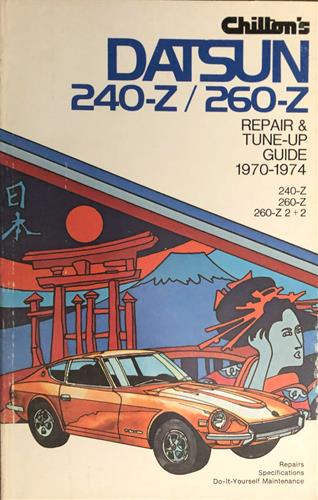 Chilton's
DATSUN
240-Z / 260-Z
REPAIR &
TUNE-UP
GUIDE
1970-1974
240-Z
260-Z
260-Z 2+2
日本
Repairs
Specifications
Do-It-Yourself Maintenance